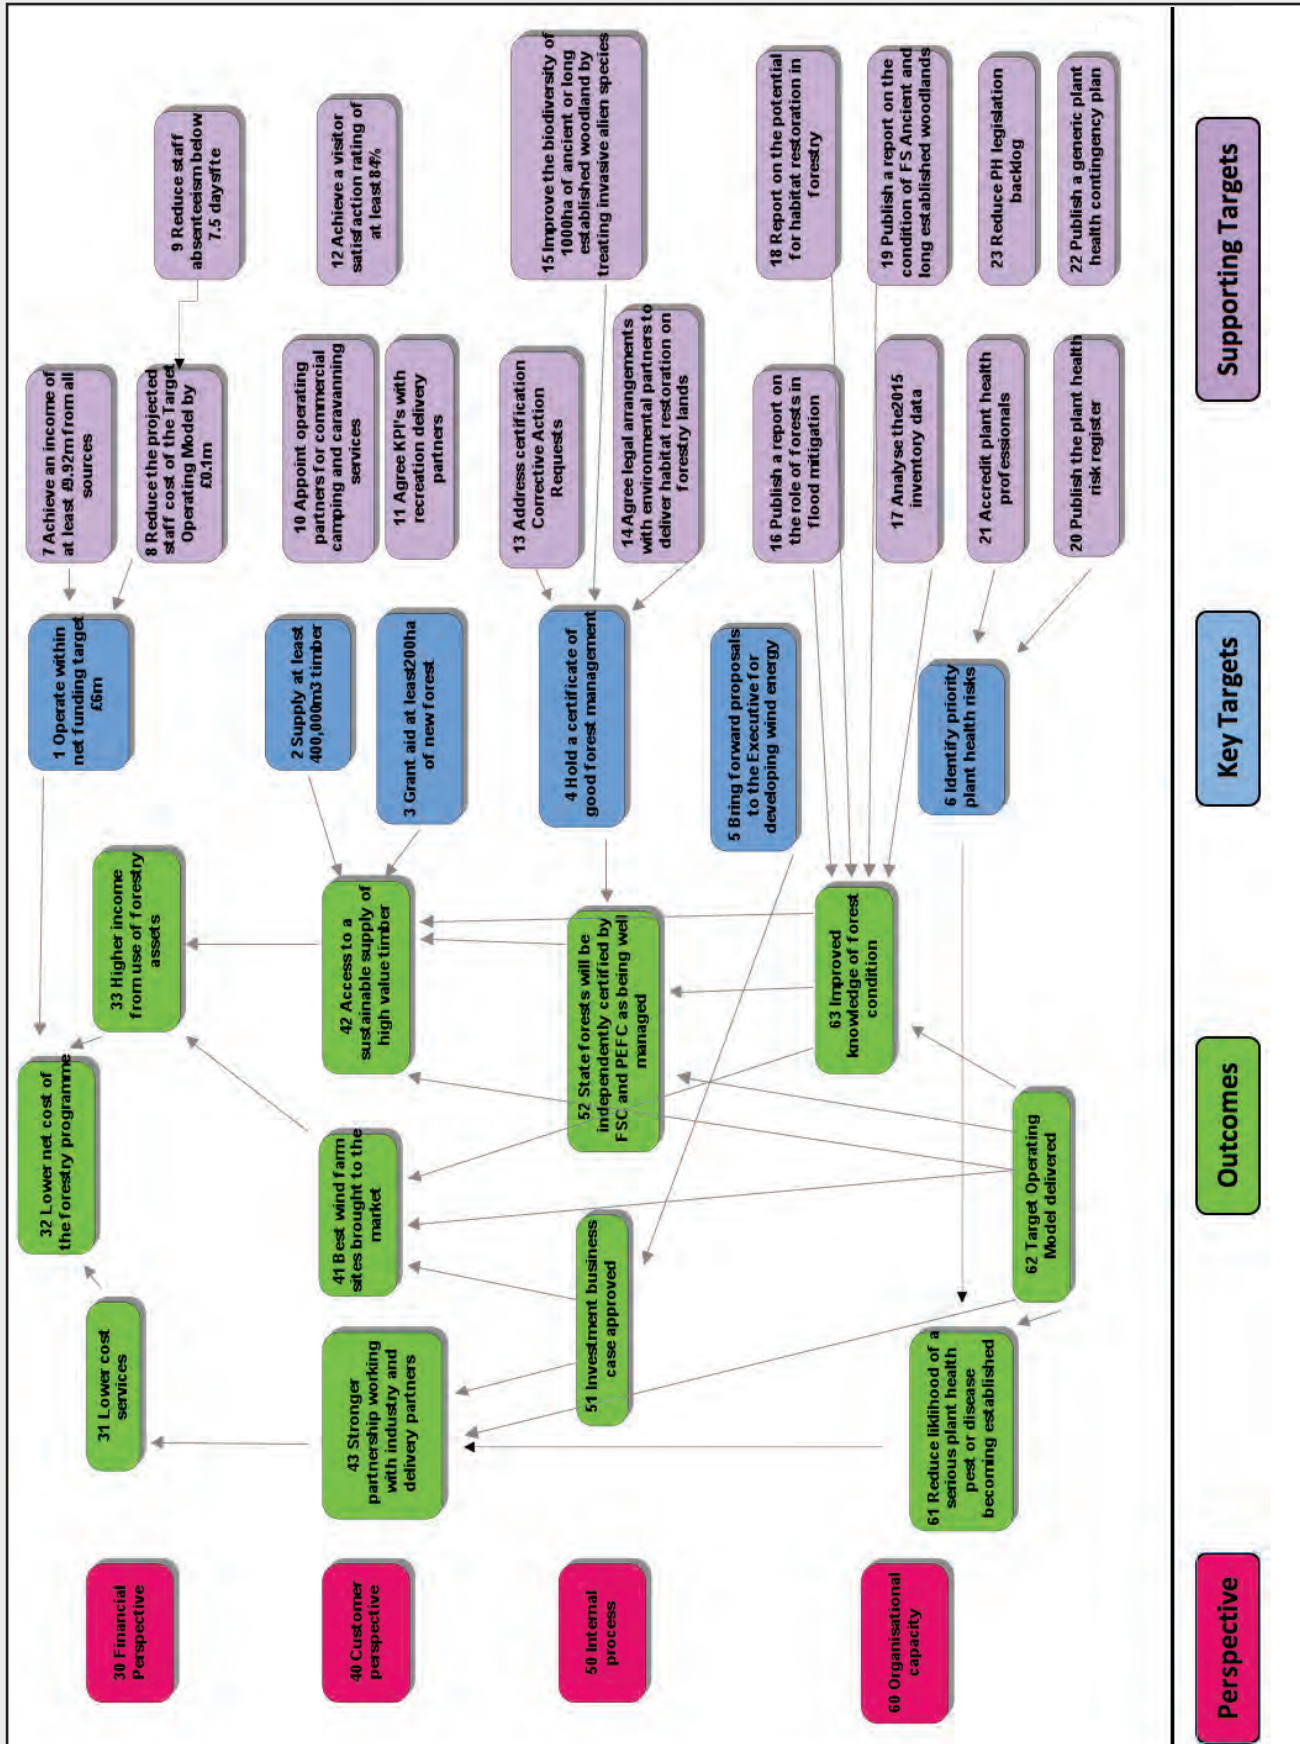 30 Financial
Perspective
31 Lower cost
services
32 Lower net cost of
the forestry programme
33 Higher income
from use of forestry
assets
1 Operate within
net funding target
£6m
7 Achieve an income of
at least £9.92m from all
sources
8 Reduce the projected
staff cost of the Target
Operating Model by
£0.1m
9 Reduce staff
absenteeism below
7.5 days/fte
40 Customer
perspective
43 Stronger
partnership working
with industry and
delivery partners
41 Best wind farm
sites brought to the
market
42 Access to a
sustainable supply of
high value timber
2 Supply at least
400,000m3 timber
3 Grant aid at least200ha
of new forest
10 Appoint operating
partners for commercial
camping and caravanning
services
11 Agree KPI's with
recreation delivery
partners
12 Achieve a visitor
satisfaction rating of
at least 84%
50 Internal
process
51 Investment business
case approved
52 State forests will be
independently certified by
FSC and PEFC as being well
managed
4 Hold a certificate of
good forest management
5 Bring forward proposals
to the Executive for
developing wind energy
13 Address certification
Corrective Action
Requests
14 Agree legal arrangements
with environmental partners to
deliver habitat restoration on
forestry lands
15 Improve the biodiversity of
1000ha of ancient or long
established woodland by
treating invasive alien species
60 Organisational
capacity
61 Reduce liklihood of a
serious plant health
pest or disease
becoming established
62 Target Operating
Model delivered
63 Improved
knowledge of forest
condition
6 Identify priority
plant health risks
16 Publish a report on
the role of forests in
flood mitigation
17 Analyse the2015
inventory data
21 Accredit plant health
professionals
20 Publish the plant health
risk register
18 Report on the potential
for habitat restoration in
forestry
19 Publish a report on the
condition of FS Ancient and
long established woodlands
23 Reduce PH legislation
backlog
22 Publish a generic plant
health contingency plan
Perspective
Outcomes
Key Targets
Supporting Targets